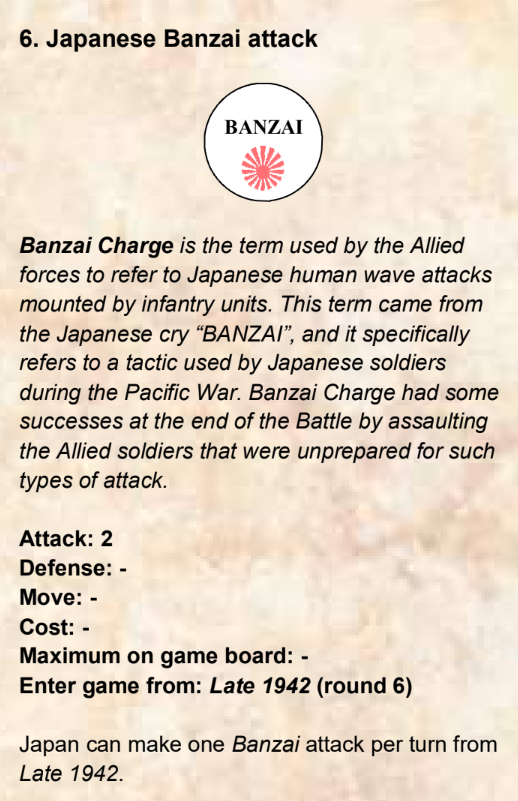 6. Japanese Banzai attack
BANZAI
Banzai Charge is the term used by the Allied
forces to refer to Japanese human wave attacks
mounted by infantry units. This term came from
the Japanese cry “BANZAI”, and it specifically
refers to a tactic used by Japanese soldiers
during the Pacific War. Banzai Charge had some
successes at the end of the Battle by assaulting
the Allied soldiers that were unprepared for such
types of attack.
Attack: 2
Defense: -
Move: -
Cost: -
Maximum on game board: -
Enter game from: Late 1942 (round 6)
Japan can make one Banzai attack per turn from
Late 1942.